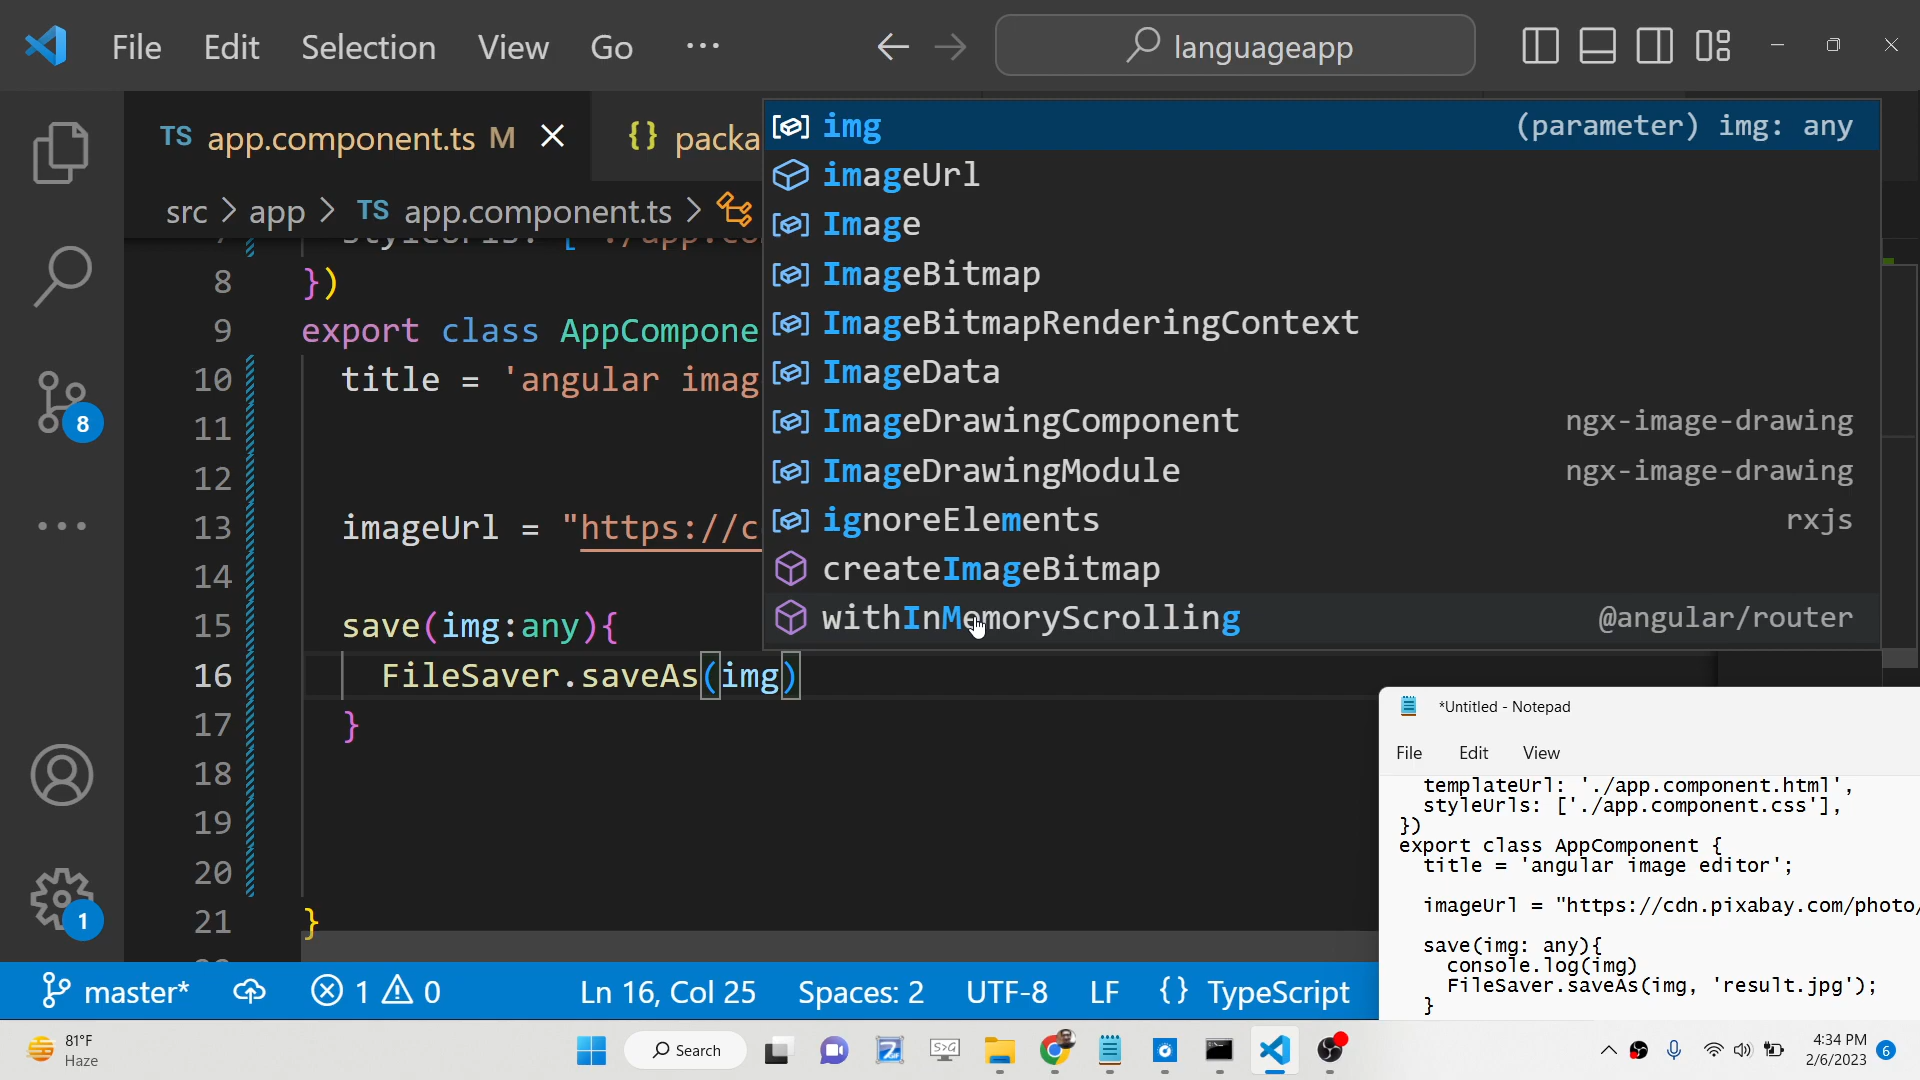 File Edit Selection View Go ··· languageapp
TS app.component.ts M {} packa
src > app > TS app.component.ts >
img (parameter) img: any
imageUrl
Image
ImageBitmap
ImageBitmapRenderingContext
ImageData
ImageDrawingComponent ngx-image-drawing
ImageDrawingModule ngx-image-drawing
ignoreElements rxjs
createImageBitmap
withInMemoryScrolling @angular/router
8 })
9 export class AppCompone
10 title = 'angular imag
11
12
13 imageUrl = "https://c
14
15 save(img:any){
16 FileSaver.saveAs(img)
17 }
18
19
20
21 }
8
1
*Untitled - Notepad
File Edit View
templateUrl: './app.component.html',
styleUrls: ['./app.component.css'],
})
export class AppComponent {
title = 'angular image editor';
imageUrl = "https://cdn.pixabay.com/photo/
save(img: any){
console.log(img)
FileSaver.saveAs(img, 'result.jpg');
}
master* 1 0 Ln 16, Col 25 Spaces: 2 UTF-8 LF {} TypeScript
81°F
Haze
Search
4:34 PM
2/6/2023
6